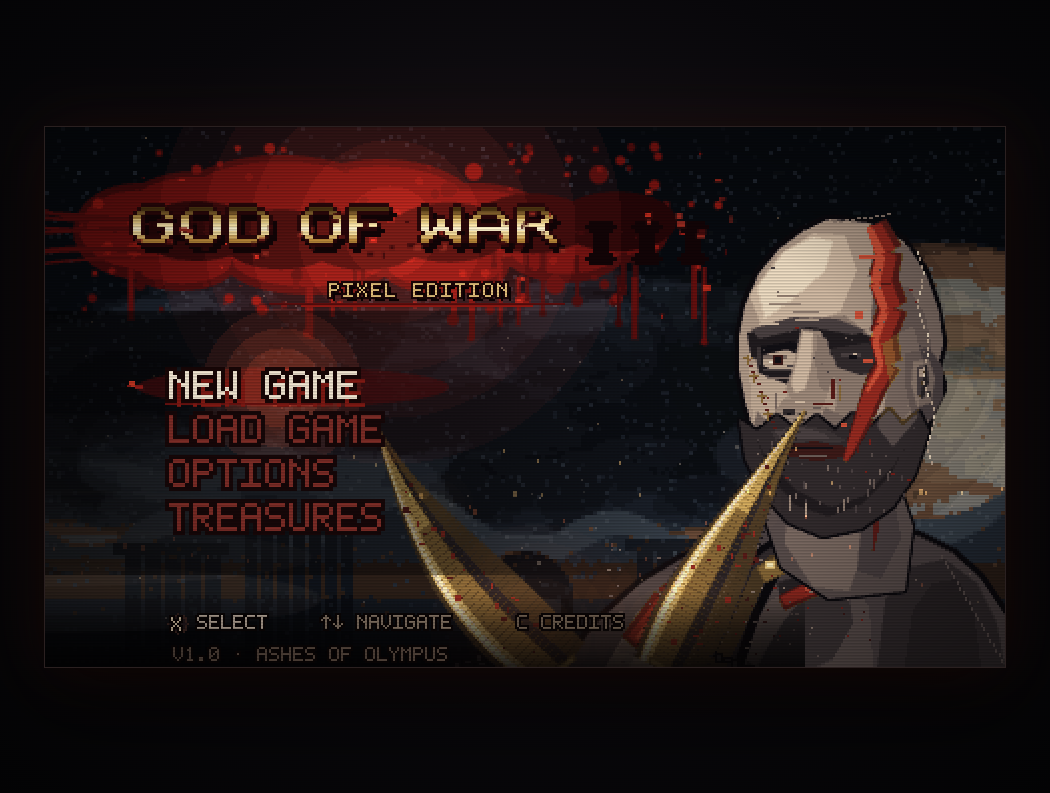 GOD OF WAR III
PIXEL EDITION
NEW GAME
LOAD GAME
OPTIONS
TREASURES
X SELECT ↑↓ NAVIGATE C CREDITS
V1.0 · ASHES OF OLYMPUS